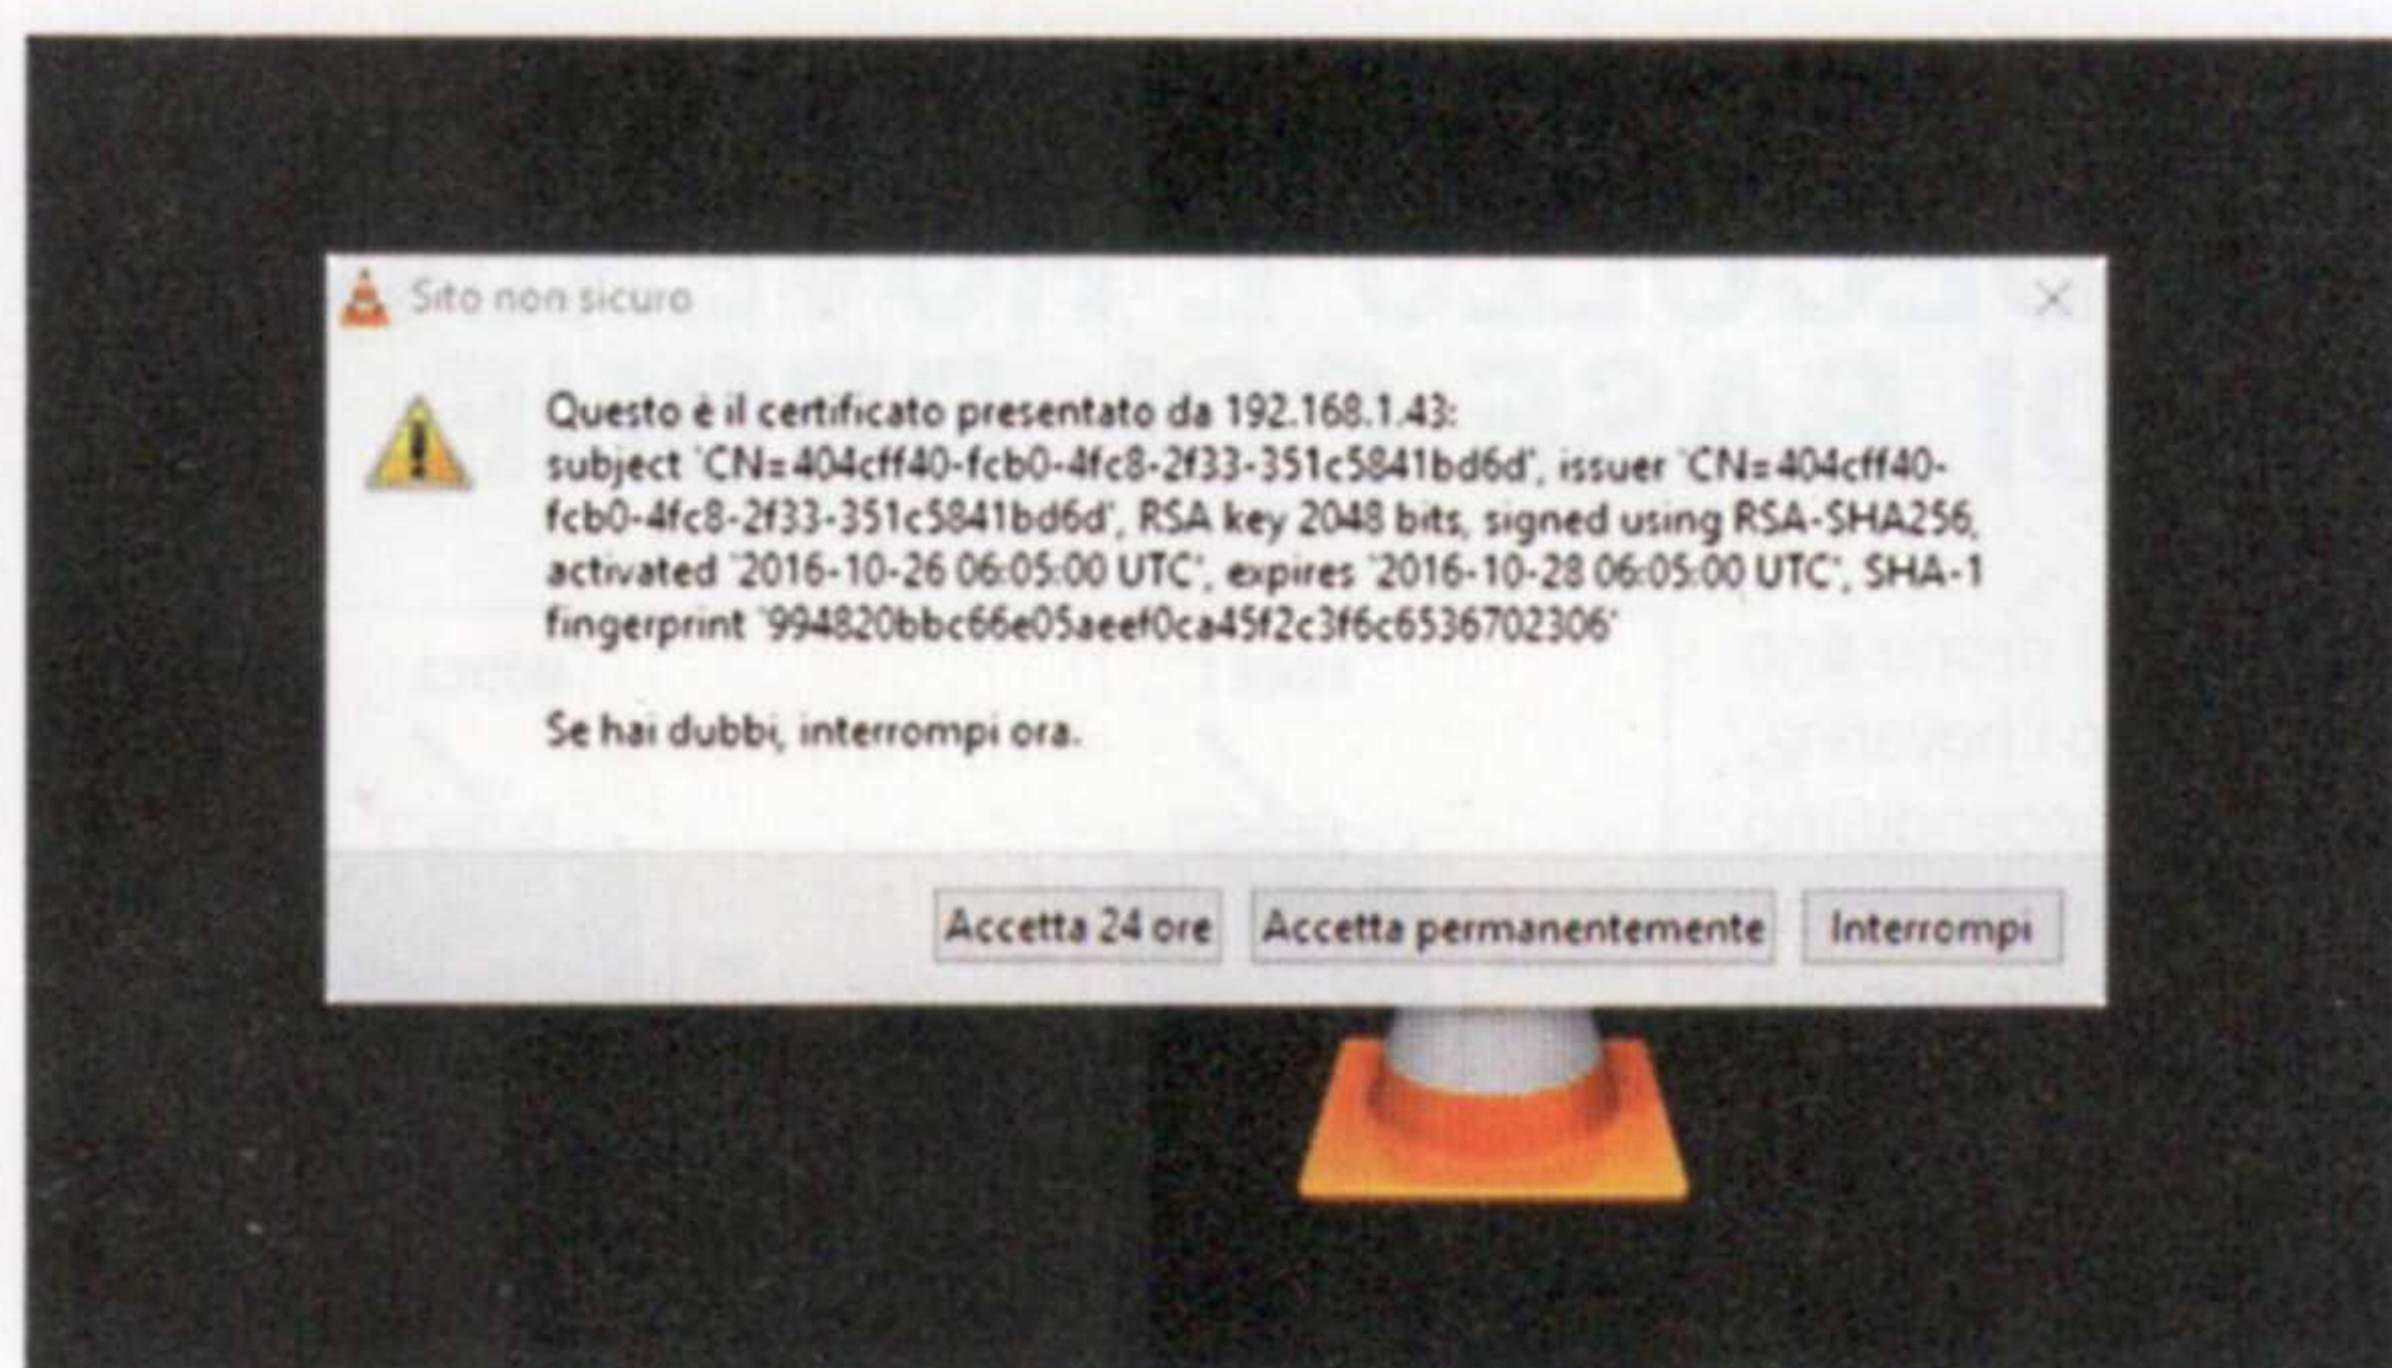 Sito non sicuro
Questo è il certificato presentato da 192.168.1.43:
subject `CN=404cff40-fcb0-4fc8-2f33-351c5841bd6d', issuer `CN=404cff40-
fcb0-4fc8-2f33-351c5841bd6d', RSA key 2048 bits, signed using RSA-SHA256,
activated `2016-10-26 06:05:00 UTC', expires `2016-10-28 06:05:00 UTC', SHA-1
fingerprint `994820bbc66e05aeef0ca45f2c3f6c6536702306'
Se hai dubbi, interrompi ora.
Accetta 24 ore Accetta permanentemente Interrompi